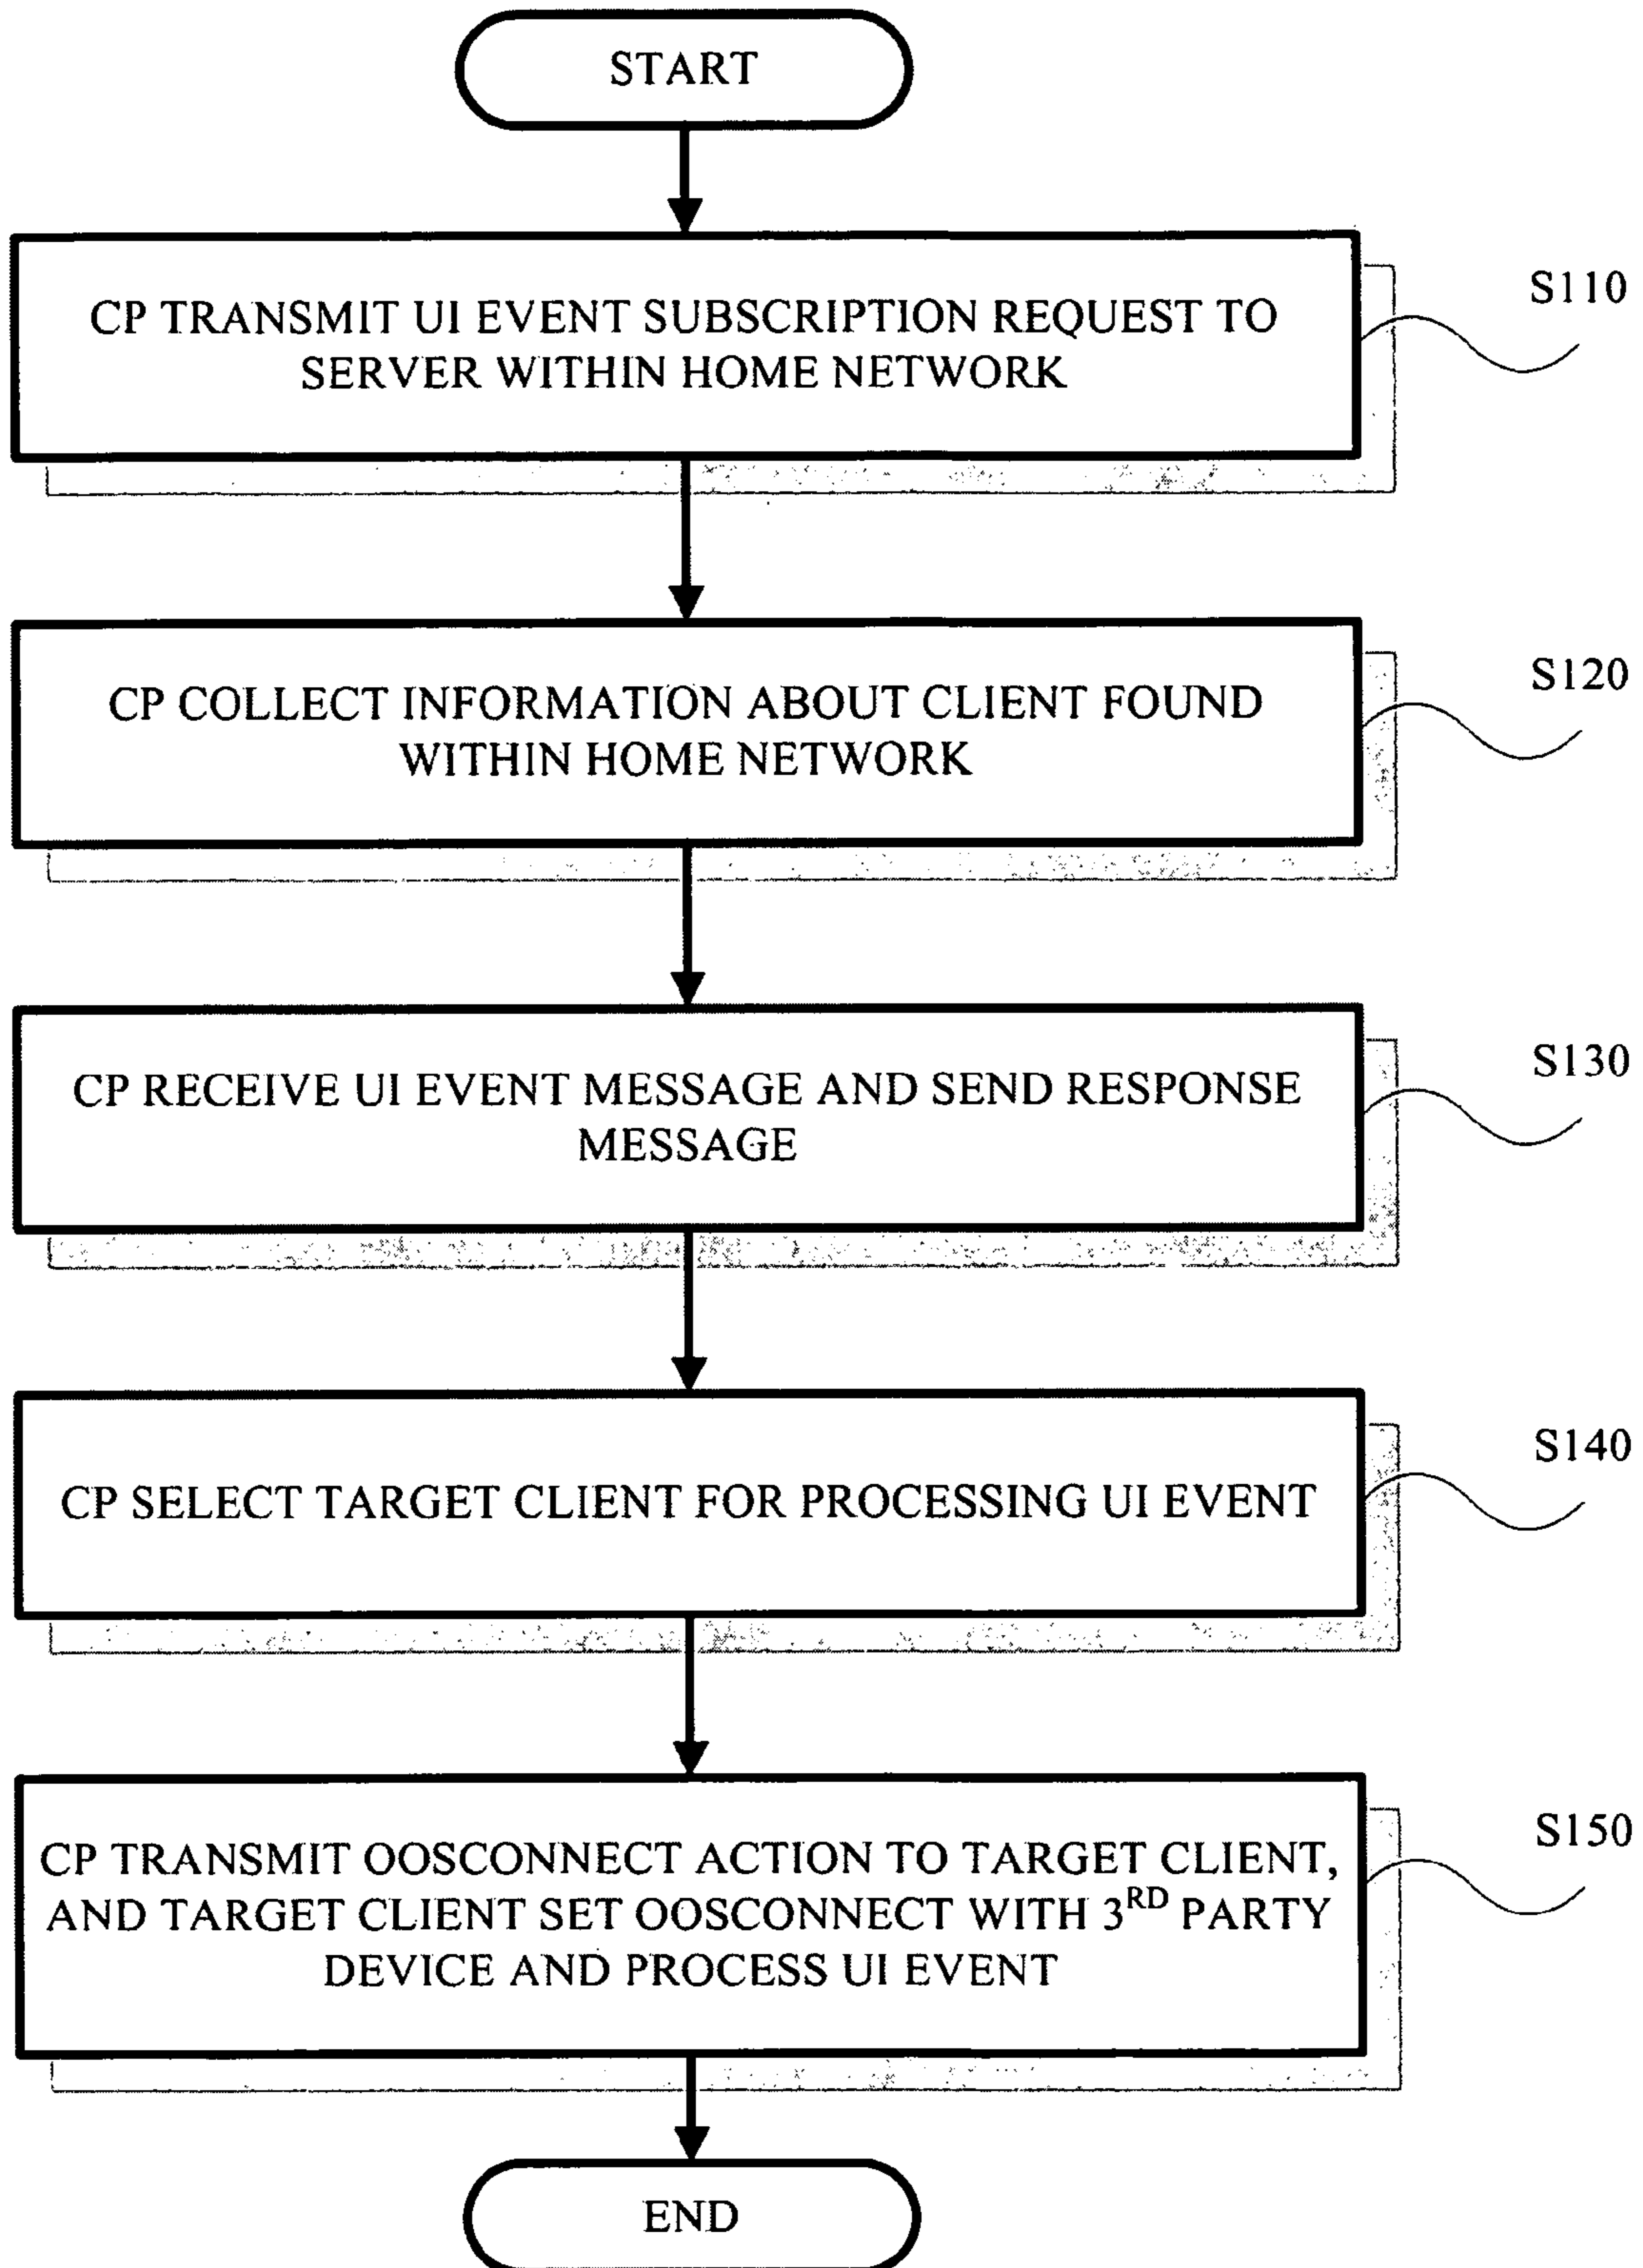 START
CP TRANSMIT UI EVENT SUBSCRIPTION REQUEST TO
SERVER WITHIN HOME NETWORK
S110
CP COLLECT INFORMATION ABOUT CLIENT FOUND
WITHIN HOME NETWORK
S120
CP RECEIVE UI EVENT MESSAGE AND SEND RESPONSE
MESSAGE
S130
CP SELECT TARGET CLIENT FOR PROCESSING UI EVENT
S140
CP TRANSMIT OOSCONNECT ACTION TO TARGET CLIENT,
AND TARGET CLIENT SET OOSCONNECT WITH 3RD PARTY
DEVICE AND PROCESS UI EVENT
S150
END